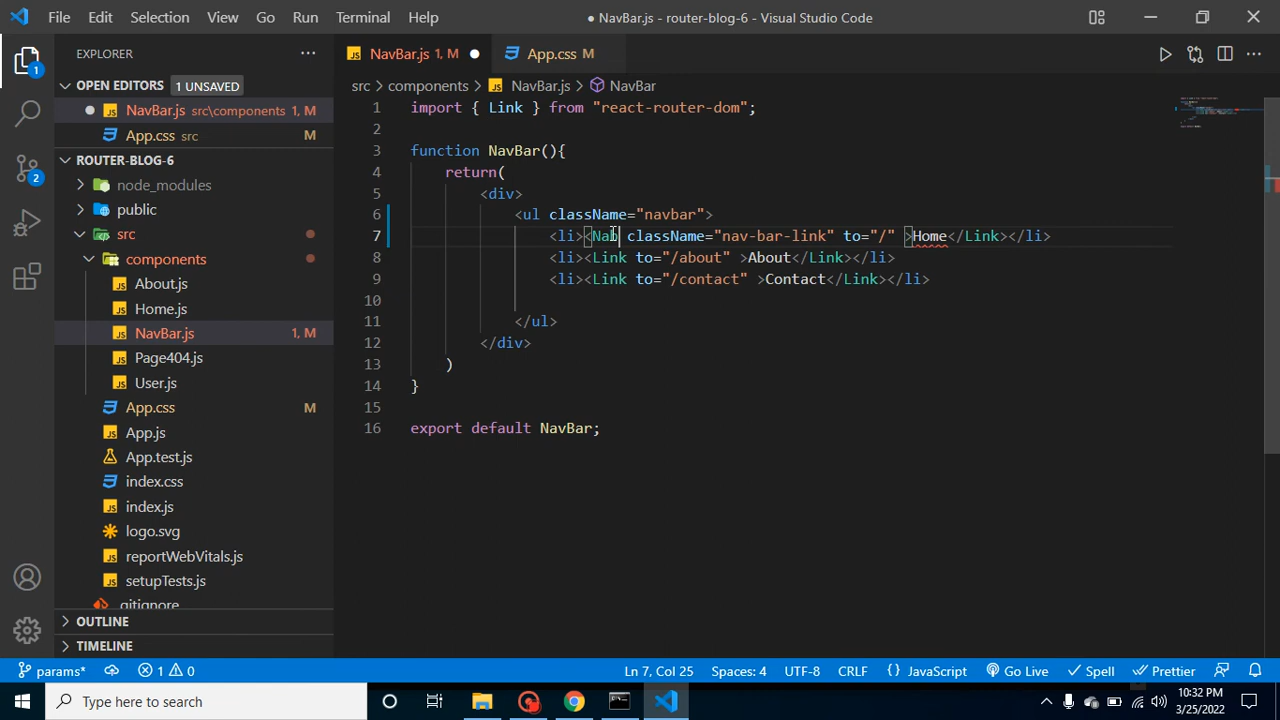 File Edit Selection View Go Run Terminal Help
● NavBar.js - router-blog-6 - Visual Studio Code
EXPLORER
OPEN EDITORS 1 UNSAVED
NavBar.js src\components 1, M
App.css src M
ROUTER-BLOG-6
node_modules
public
src
components
About.js
Home.js
NavBar.js 1, M
Page404.js
User.js
App.css M
App.js
App.test.js
index.css
index.js
logo.svg
reportWebVitals.js
setupTests.js
.gitignore
OUTLINE
TIMELINE
1
2
NavBar.js 1, M ●
App.css M
src > components > NavBar.js > NavBar
1 import { Link } from "react-router-dom";
2
3 function NavBar(){
4 return(
5 <div>
6 <ul className="navbar">
7 <li><Nab className="nav-bar-link" to="/" >Home</Link></li>
8 <li><Link to="/about" >About</Link></li>
9 <li><Link to="/contact" >Contact</Link></li>
10
11 </ul>
12 </div>
13 )
14 }
15
16 export default NavBar;
params* 1 0 Ln 7, Col 25 Spaces: 4 UTF-8 CRLF { } JavaScript Go Live Spell Prettier
Type here to search
10:32 PM
3/25/2022